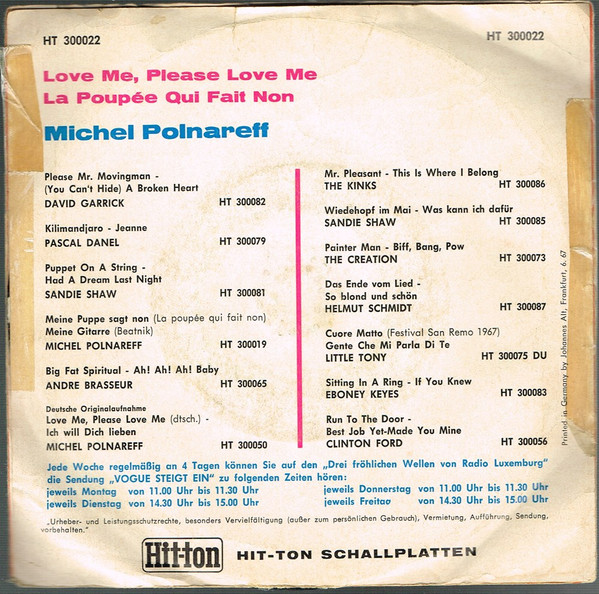 HT 300022
HT 300022
Love Me, Please Love Me
La Poupée Qui Fait Non
Michel Polnareff
Please Mr. Movingman -
(You Can't Hide) A Broken Heart
DAVID GARRICK HT 300082
Kilimandjaro - Jeanne
PASCAL DANEL HT 300079
Puppet On A String -
Had A Dream Last Night
SANDIE SHAW HT 300081
Meine Puppe sagt non (La poupée qui fait non)
Meine Gitarre (Beatnik)
MICHEL POLNAREFF HT 300019
Big Fat Spiritual - Ah! Ah! Ah! Baby
ANDRE BRASSEUR HT 300065
Deutsche Originalaufnahme
Love Me, Please Love Me (dtsch.) -
Ich will Dich lieben
MICHEL POLNAREFF HT 300050
Mr. Pleasant - This Is Where I Belong
THE KINKS HT 300086
Wiedehopf im Mai - Was kann ich dafür
SANDIE SHAW HT 300085
Painter Man - Biff, Bang, Pow
THE CREATION HT 300073
Das Ende vom Lied -
So blond und schön
HELMUT SCHMIDT HT 300087
Cuore Matto (Festival San Remo 1967)
Gente Che Mi Parla Di Te
LITTLE TONY HT 300075 DU
Sitting In A Ring - If You Knew
EBONEY KEYES HT 300083
Run To The Door -
Best Job Yet-Made You Mine
CLINTON FORD HT 300056
Printed in Germany by Johannes Alt, Frankfurt, 6. 67
Jede Woche regelmäßig an 4 Tagen können Sie auf den „Drei fröhlichen Wellen von Radio Luxemburg"
die Sendung „VOGUE STEIGT EIN" zu folgenden Zeiten hören:
jeweils Montag von 11.00 Uhr bis 11.30 Uhr jeweils Donnerstag von 11.00 Uhr bis 11.30 Uhr
jeweils Dienstag von 14.30 Uhr bis 15.00 Uhr jeweils Freitag von 14.30 Uhr bis 15.00 Uhr
„Urheber- und Leistungsschutzrechte, besonders Vervielfältigung (außer zum persönlichen Gebrauch), Vermietung, Aufführung, Sendung,
vorbehalten."
Hit-ton HIT-TON SCHALLPLATTEN